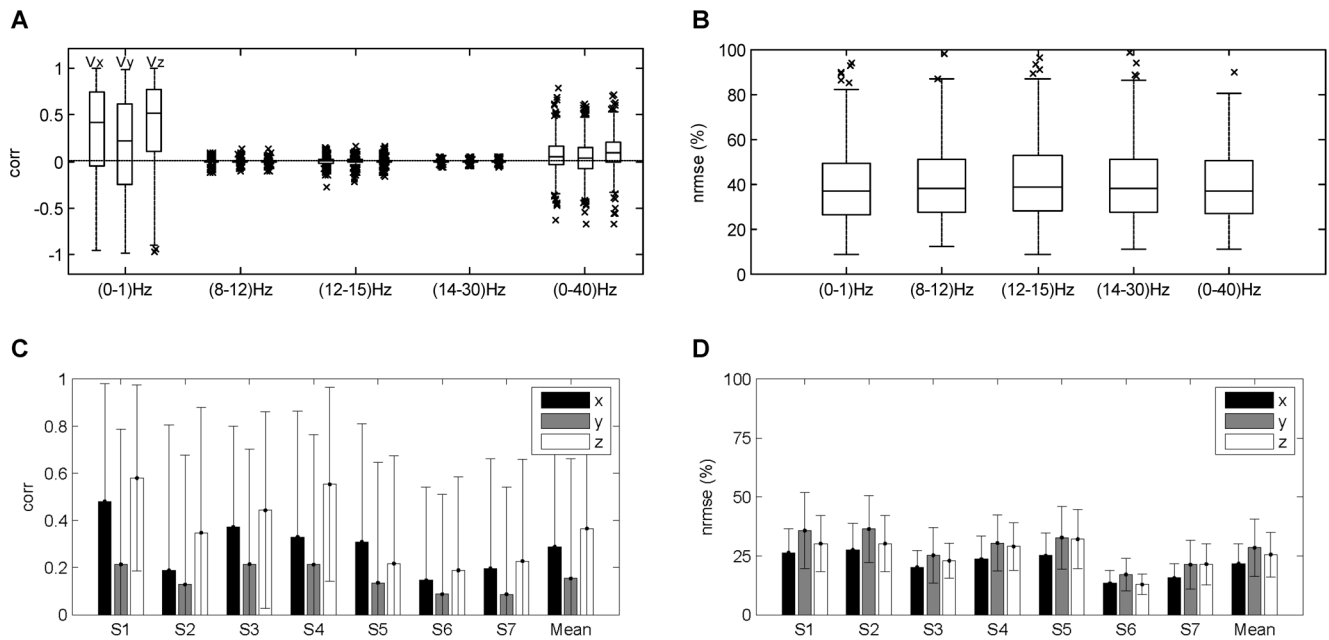 A
corr
1
0.5
0
-0.5
-1
Vx Vy Vz
(0-1)Hz (8-12)Hz (12-15)Hz (14-30)Hz (0-40)Hz
B
nrmse (%)
100
80
60
40
20
0
(0-1)Hz (8-12)Hz (12-15)Hz (14-30)Hz (0-40)Hz
C
corr
1
0.8
0.6
0.4
0.2
0
x
y
z
S1 S2 S3 S4 S5 S6 S7 Mean
D
nrmse (%)
100
75
50
25
0
x
y
z
S1 S2 S3 S4 S5 S6 S7 Mean